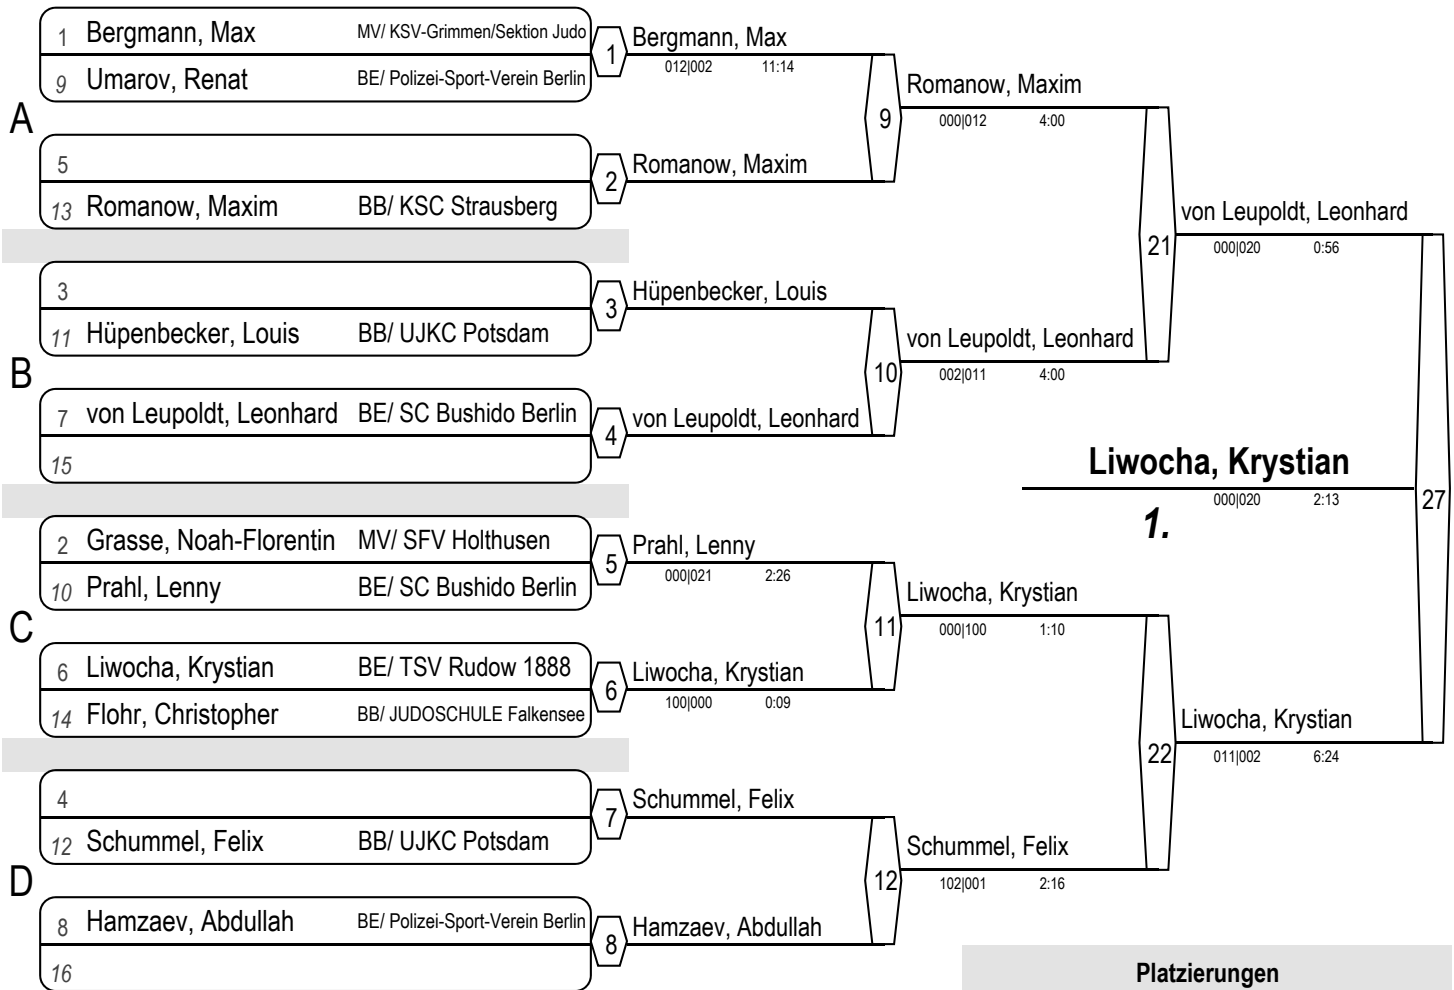 1 Bergmann, Max MV/ KSV-Grimmen/Sektion Judo
9 Umarov, Renat BE/ Polizei-Sport-Verein Berlin
1
Bergmann, Max
012|002 11:14
A
5
13 Romanow, Maxim BB/ KSC Strausberg
2
Romanow, Maxim
9
Romanow, Maxim
000|012 4:00
3
11 Hüpenbecker, Louis BB/ UJKC Potsdam
3
Hüpenbecker, Louis
B
7 von Leupoldt, Leonhard BE/ SC Bushido Berlin
15
4
von Leupoldt, Leonhard
10
von Leupoldt, Leonhard
002|011 4:00
21
von Leupoldt, Leonhard
000|020 0:56
2 Grasse, Noah-Florentin MV/ SFV Holthusen
10 Prahl, Lenny BE/ SC Bushido Berlin
5
Prahl, Lenny
000|021 2:26
C
6 Liwocha, Krystian BE/ TSV Rudow 1888
14 Flohr, Christopher BB/ JUDOSCHULE Falkensee
6
Liwocha, Krystian
100|000 0:09
11
Liwocha, Krystian
000|100 1:10
4
12 Schummel, Felix BB/ UJKC Potsdam
7
Schummel, Felix
D
8 Hamzaev, Abdullah BE/ Polizei-Sport-Verein Berlin
16
8
Hamzaev, Abdullah
12
Schummel, Felix
102|001 2:16
22
Liwocha, Krystian
011|002 6:24
27
Liwocha, Krystian
000|020 2:13
1.
Platzierungen